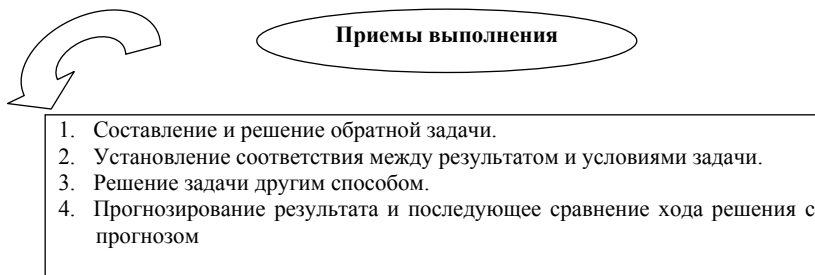 Приемы выполнения
1. Составление и решение обратной задачи.
2. Установление соответствия между результатом и условиями задачи.
3. Решение задачи другим способом.
4. Прогнозирование результата и последующее сравнение хода решения с
прогнозом